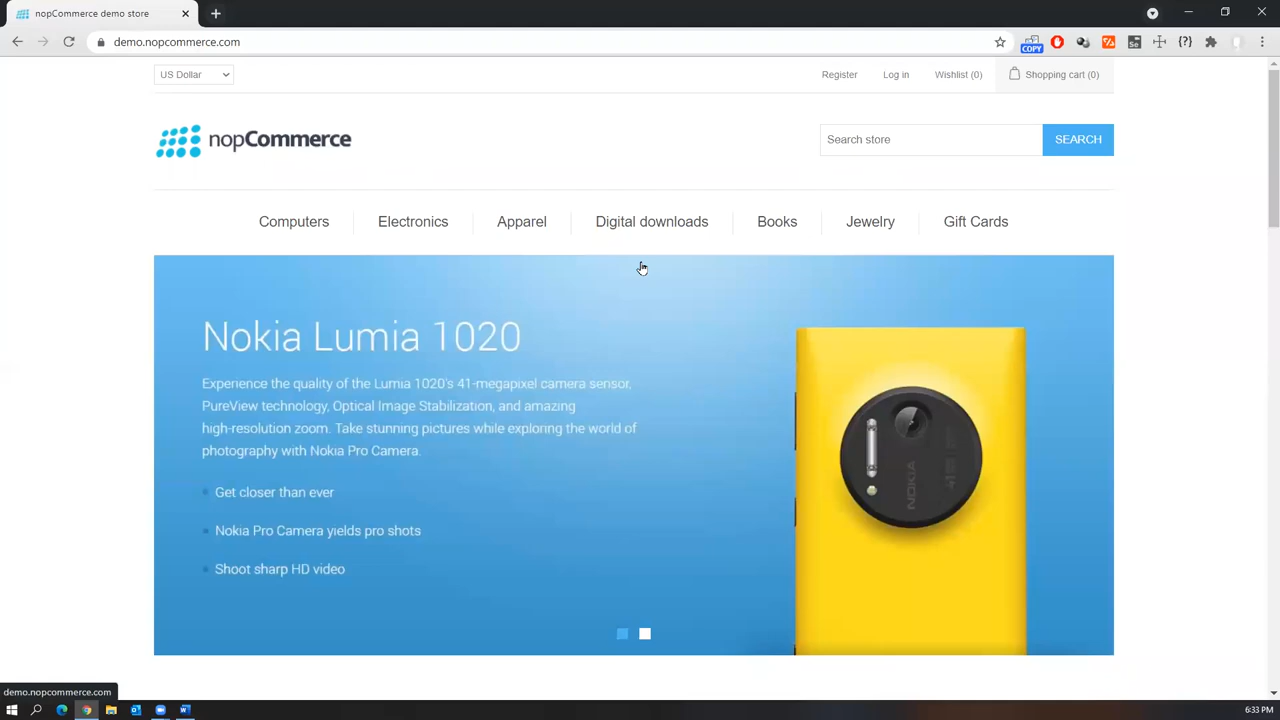 nopCommerce demo store
demo.nopcommerce.com
COPY
Se
{?}
US Dollar
Register
Log in
Wishlist (0)
Shopping cart (0)
nopCommerce
Search store
SEARCH
Computers
Electronics
Apparel
Digital downloads
Books
Jewelry
Gift Cards
Nokia Lumia 1020
Experience the quality of the Lumia 1020's 41-megapixel camera sensor,
PureView technology, Optical Image Stabilization, and amazing
high-resolution zoom. Take stunning pictures while exploring the world of
photography with Nokia Pro Camera.
Get closer than ever
Nokia Pro Camera yields pro shots
Shoot sharp HD video
NOKIA
demo.nopcommerce.com
6:33 PM